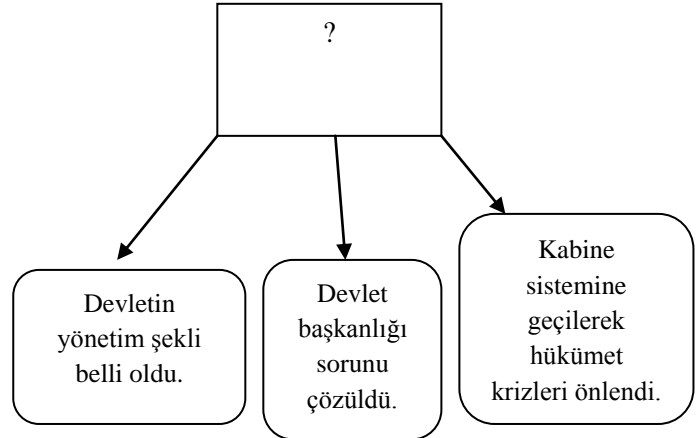 ?
Devletin
yönetim şekli
belli oldu.
Devlet
başkanlığı
sorunu
çözüldü.
Kabine
sistemine
geçilerek
hükümet
krizleri önlendi.